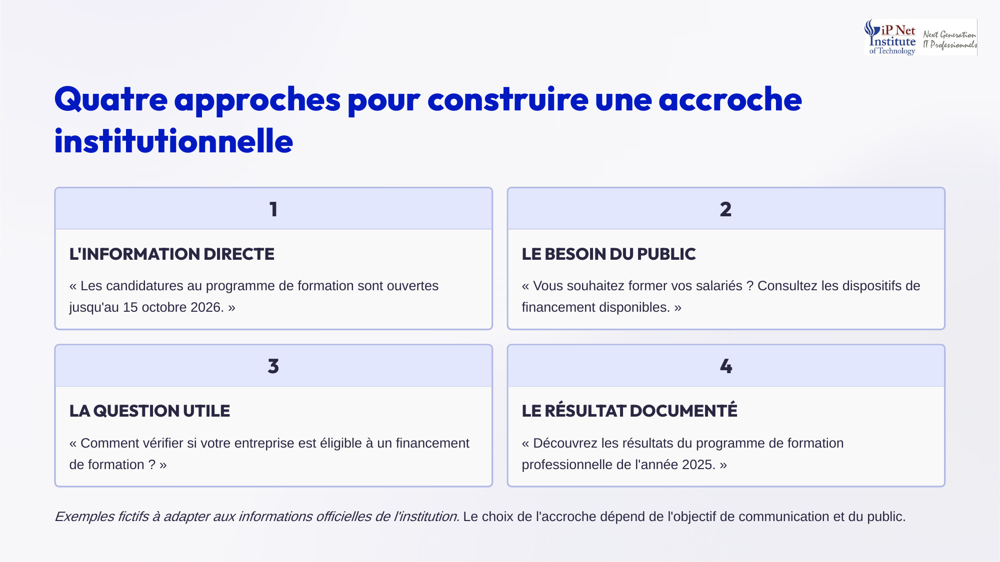 iP Net
Institute
of Technology
Next Generation
IT Professionnels
Quatre approches pour construire une accroche
institutionnelle
1
L'INFORMATION DIRECTE
« Les candidatures au programme de formation sont ouvertes
jusqu'au 15 octobre 2026. »
2
LE BESOIN DU PUBLIC
« Vous souhaitez former vos salariés ? Consultez les dispositifs de
financement disponibles. »
3
LA QUESTION UTILE
« Comment vérifier si votre entreprise est éligible à un financement
de formation ? »
4
LE RÉSULTAT DOCUMENTÉ
« Découvrez les résultats du programme de formation
professionnelle de l'année 2025. »
Exemples fictifs à adapter aux informations officielles de l'institution. Le choix de l'accroche dépend de l'objectif de communication et du public.